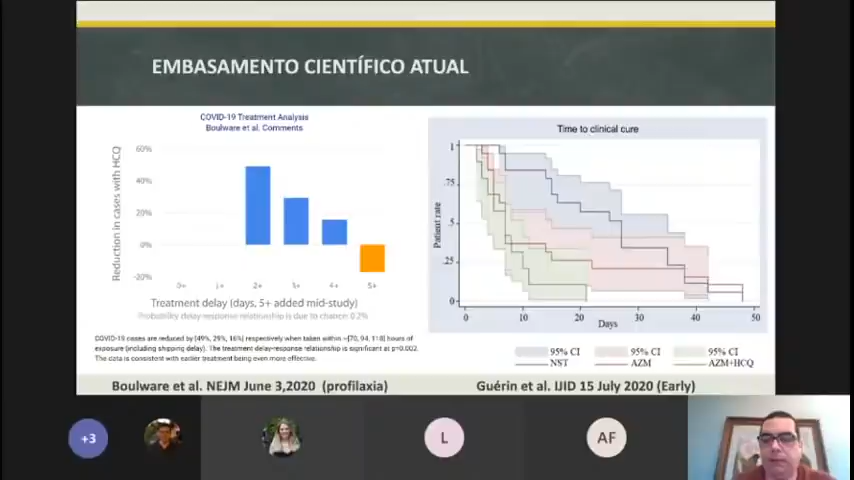 EMBASAMENTO CIENTÍFICO ATUAL
COVID-19 Treatment Analysis
Boulware et al. Comments
Reduction in cases with HCQ
60%
40%
20%
0%
-20%
0+ 1+ 2+ 3+ 4+ 5+
Treatment delay (days, 5+ added mid-study)
Probability delay-response relationship is due to chance: 0.2%
COVID-19 cases are reduced by [49%, 29%, 16%] respectively when taken within ~[70, 94, 118] hours of
exposure (including shipping delay). The treatment delay-response relationship is significant at p=0.002.
The data is consistent with earlier treatment being even more effective.
Boulware et al. NEJM June 3,2020 (profilaxia)
Time to clinical cure
Patient rate
1
.75
.5
.25
0
0 10 20 30 40 50
Days
95% CI 95% CI 95% CI
NST AZM AZM+HCQ
Guérin et al. IJID 15 July 2020 (Early)
+3
L
AF